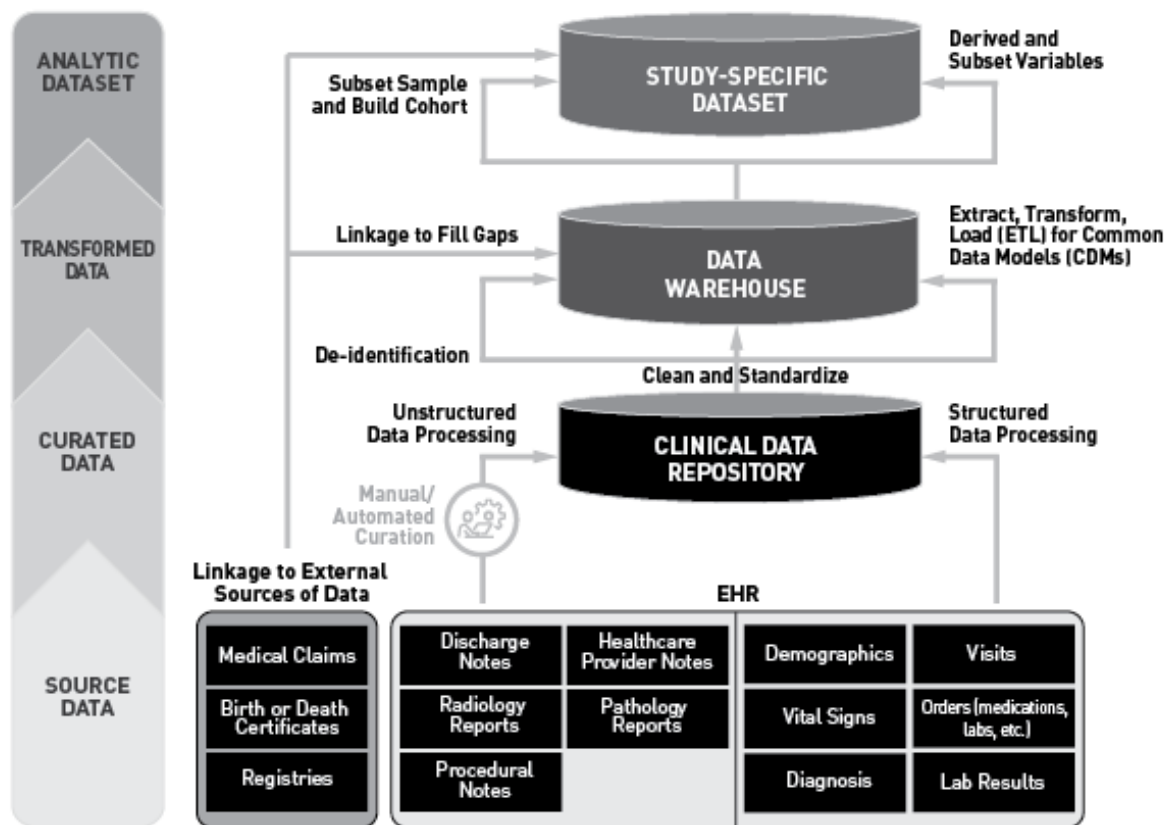 ANALYTIC
DATASET
TRANSFORMED
DATA
CURATED
DATA
SOURCE
DATA
STUDY-SPECIFIC
DATASET
Derived and
Subset Variables
Subset Sample
and Build Cohort
Linkage to Fill Gaps
DATA
WAREHOUSE
Extract, Transform,
Load (ETL) for Common
Data Models (CDMs)
De-identification
Clean and Standardize
Unstructured
Data Processing
CLINICAL DATA
REPOSITORY
Structured
Data Processing
Manual/
Automated
Curation
Linkage to External
Sources of Data
Medical Claims
Birth or Death
Certificates
Registries
EHR
Discharge
Notes
Healthcare
Provider Notes
Radiology
Reports
Pathology
Reports
Procedural
Notes
Demographics
Visits
Vital Signs
Orders (medications,
labs, etc.)
Diagnosis
Lab Results